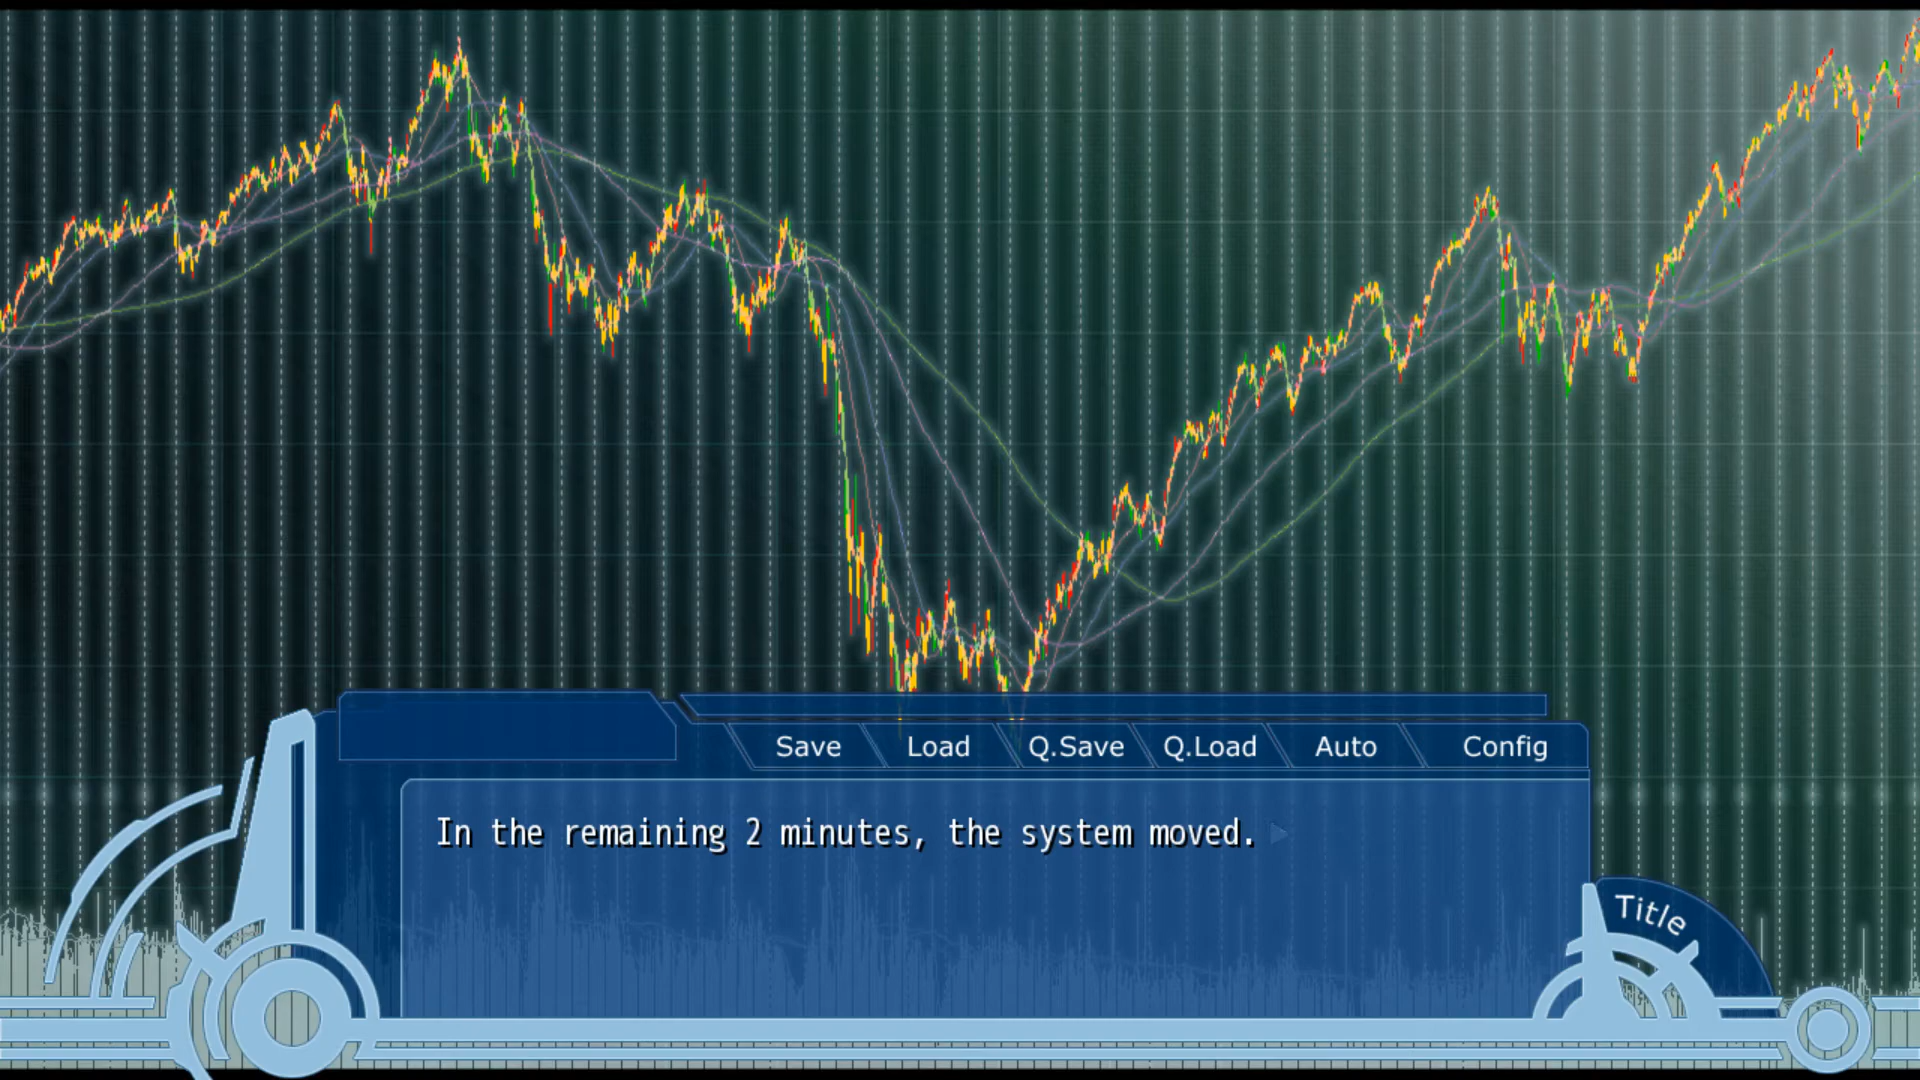 Save Load Q.Save Q.Load Auto Config
In the remaining 2 minutes, the system moved.
Title